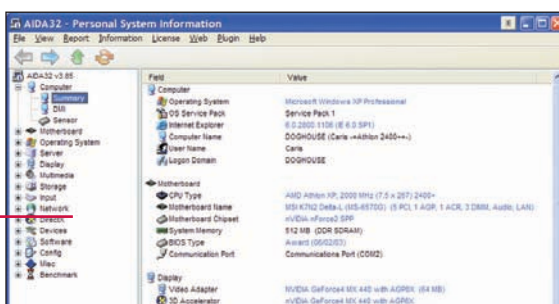 AIDA32 - Personal System Information
File View Report Information License Web Plugin Help
AIDA32 v3.85
Computer
Summary
DMI
Sensor
Motherboard
Operating System
Server
Display
Multimedia
Storage
Input
Network
DirectX
Devices
Software
Config
Misc
Benchmark
Field Value
Computer
Operating System Microsoft Windows XP Professional
OS Service Pack Service Pack 1
Internet Explorer 6.0.2800.1106 (IE 6.0 SP1)
Computer Name DOGHOUSE (Caris -=Athlon 2400+=-)
User Name Caris
Logon Domain DOGHOUSE
Motherboard
CPU Type AMD Athlon XP, 2000 MHz (7.5 x 267) 2400+
Motherboard Name MSI K7N2 Delta-L (MS-6570G) (5 PCI, 1 AGP, 1 ACR, 3 DIMM, Audio, LAN)
Motherboard Chipset nVIDIA nForce2 SPP
System Memory 512 MB (DDR SDRAM)
BIOS Type Award (06/02/03)
Communication Port Communications Port (COM2)
Display
Video Adapter NVIDIA GeForce4 MX 440 with AGP8X (64 MB)
3D Accelerator nVIDIA GeForce4 MX 440 with AGP8X